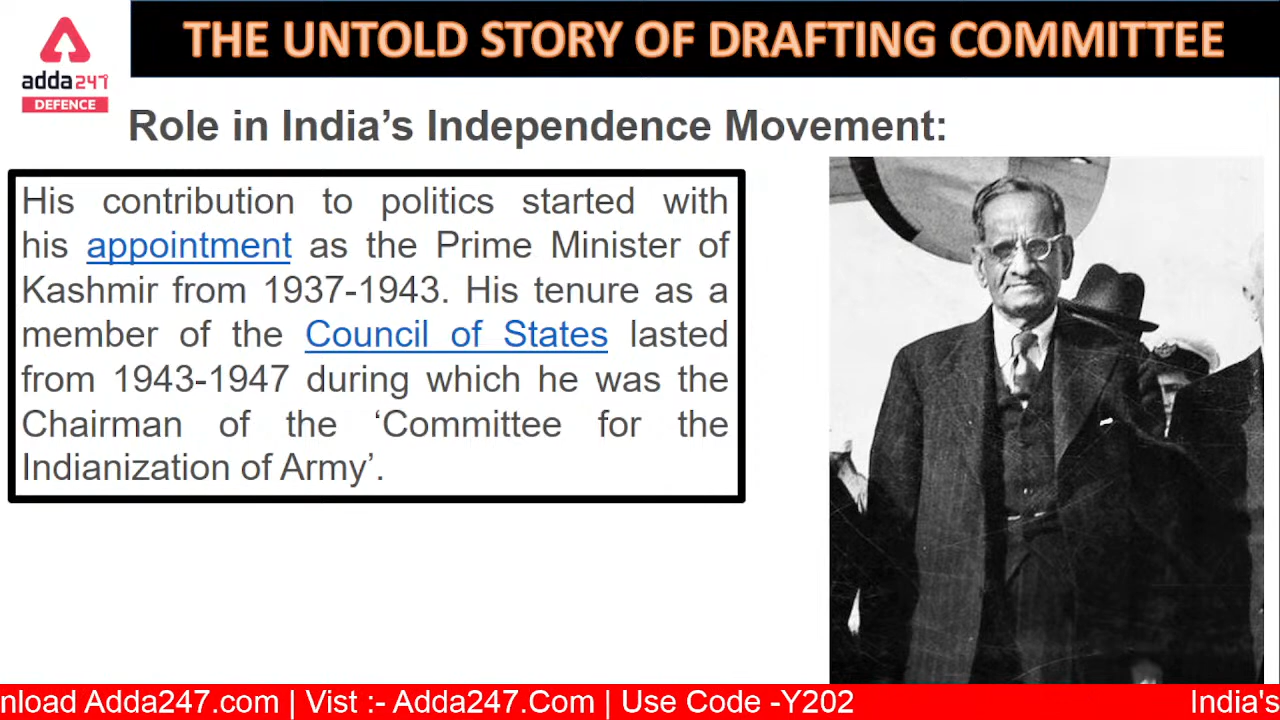 THE UNTOLD STORY OF DRAFTING COMMITTEE
adda247
DEFENCE
Role in India’s Independence Movement:
His contribution to politics started with
his appointment as the Prime Minister of
Kashmir from 1937-1943. His tenure as a
member of the Council of States lasted
from 1943-1947 during which he was the
Chairman of the ‘Committee for the
Indianization of Army’.
nload Adda247.com | Vist :- Adda247.Com | Use Code -Y202
India's